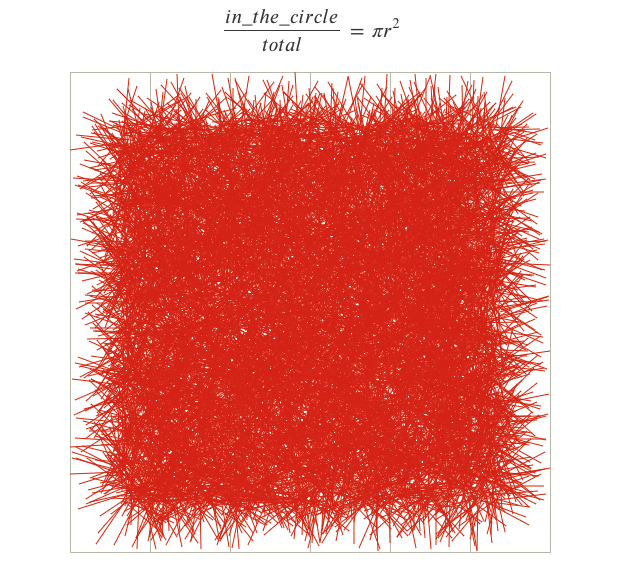 in_the_circle
total = πr²